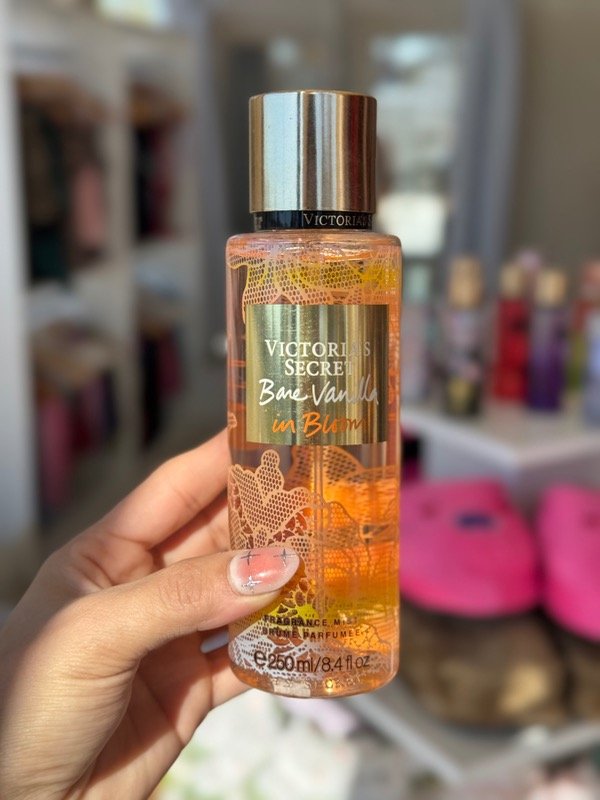 VICTORIA'S
VICTORIA'S
SECRET
Bare Vanilla
in Bloom
FRAGRANCE MIST
BRUME PARFUMÉE
℮ 250 ml/8.4 fl oz